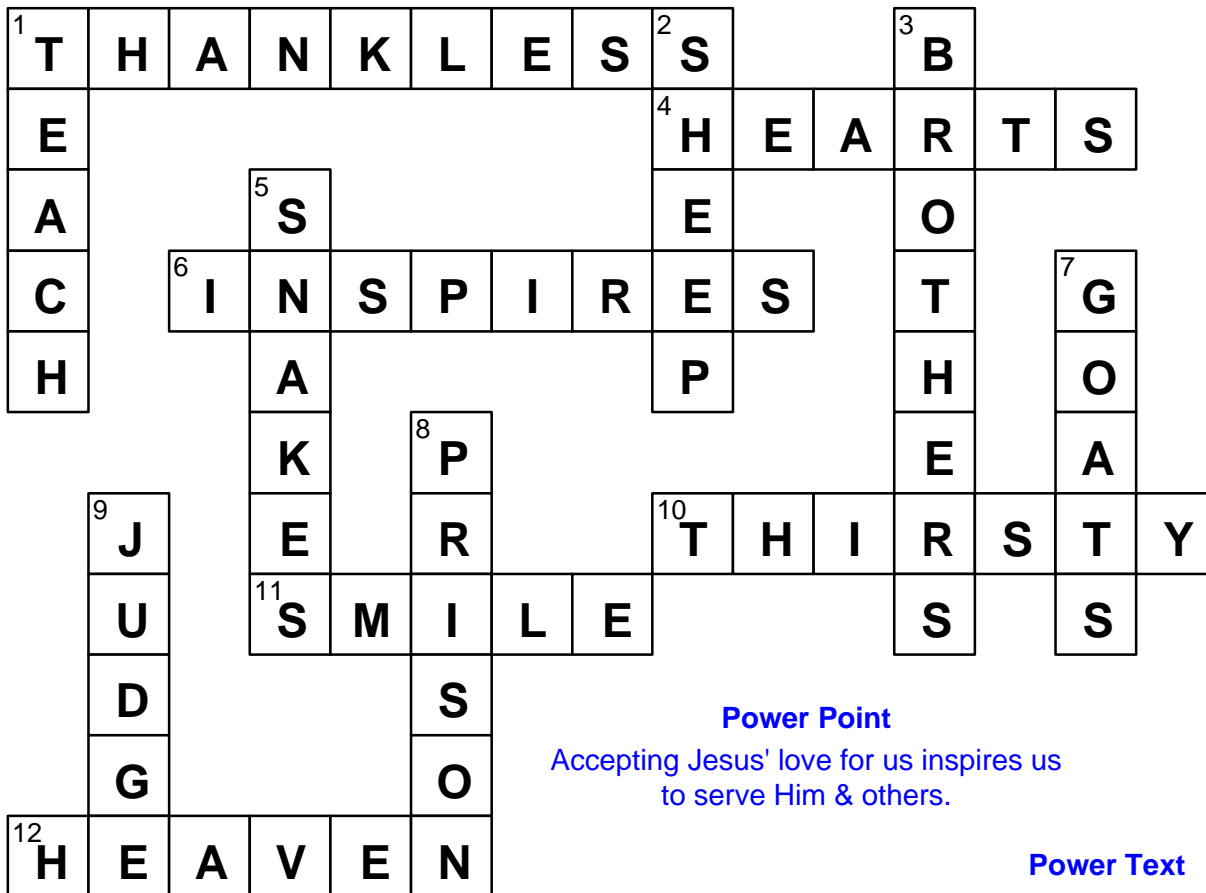 1 T H A N K L E S 2 S 3 B
E 4 H E A R T S
A 5 S E O
C 6 I N S P I R E S T 7 G
H A P H O
K 8 P E A
9 J E R 10 T H I R S T Y
U 11 S M I L E S S
D S
G O
12 H E A V E N
Power Point
Accepting Jesus' love for us inspires us
to serve Him & others.
Power Text